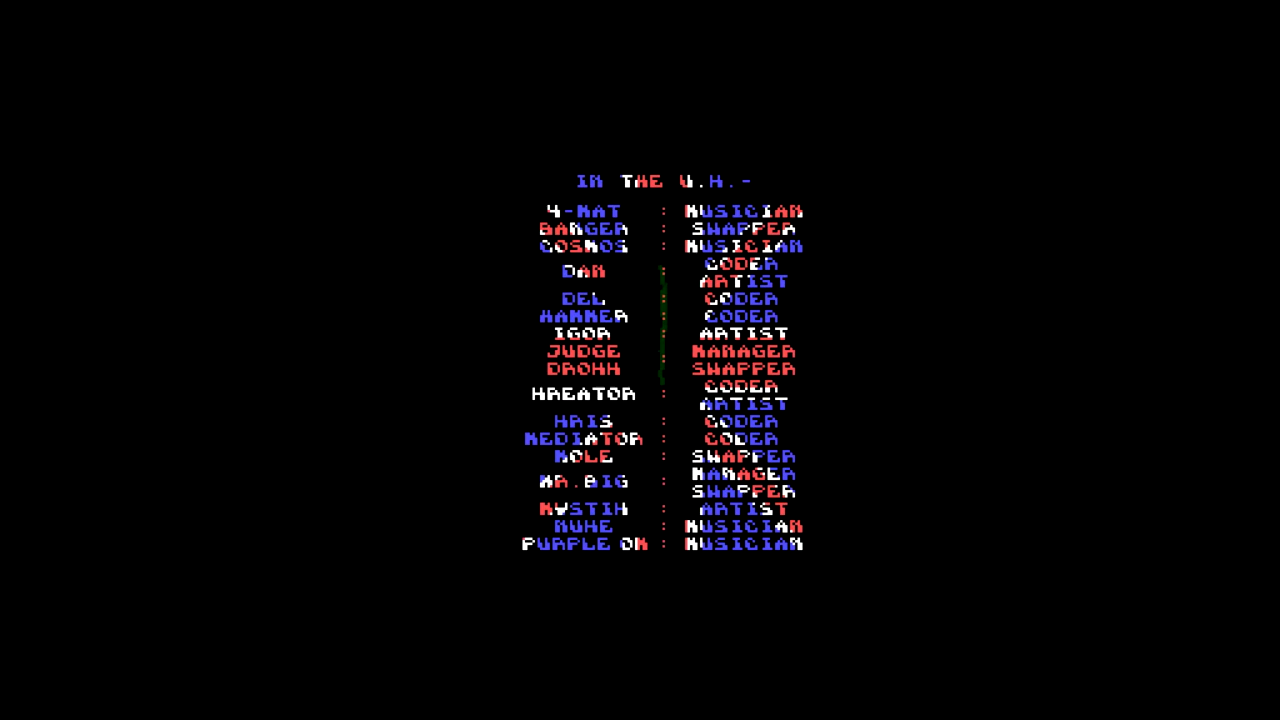 IN THE U.K.-
4-MAT : MUSICIAN
BANGER : SWAPPER
COSMOS : MUSICIAN
DAN : CODER
ARTIST
DEL : CODER
HAMMER : CODER
IGOR : ARTIST
JUDGE : MANAGER
DROKK : SWAPPER
KREATOR : CODER
ARTIST
KRIS : CODER
MEDIATOR : CODER
MOLE : SWAPPER
MR.BIG : MANAGER
SWAPPER
MYSTIK : ARTIST
NUKE : MUSICIAN
PURPLE OM : MUSICIAN